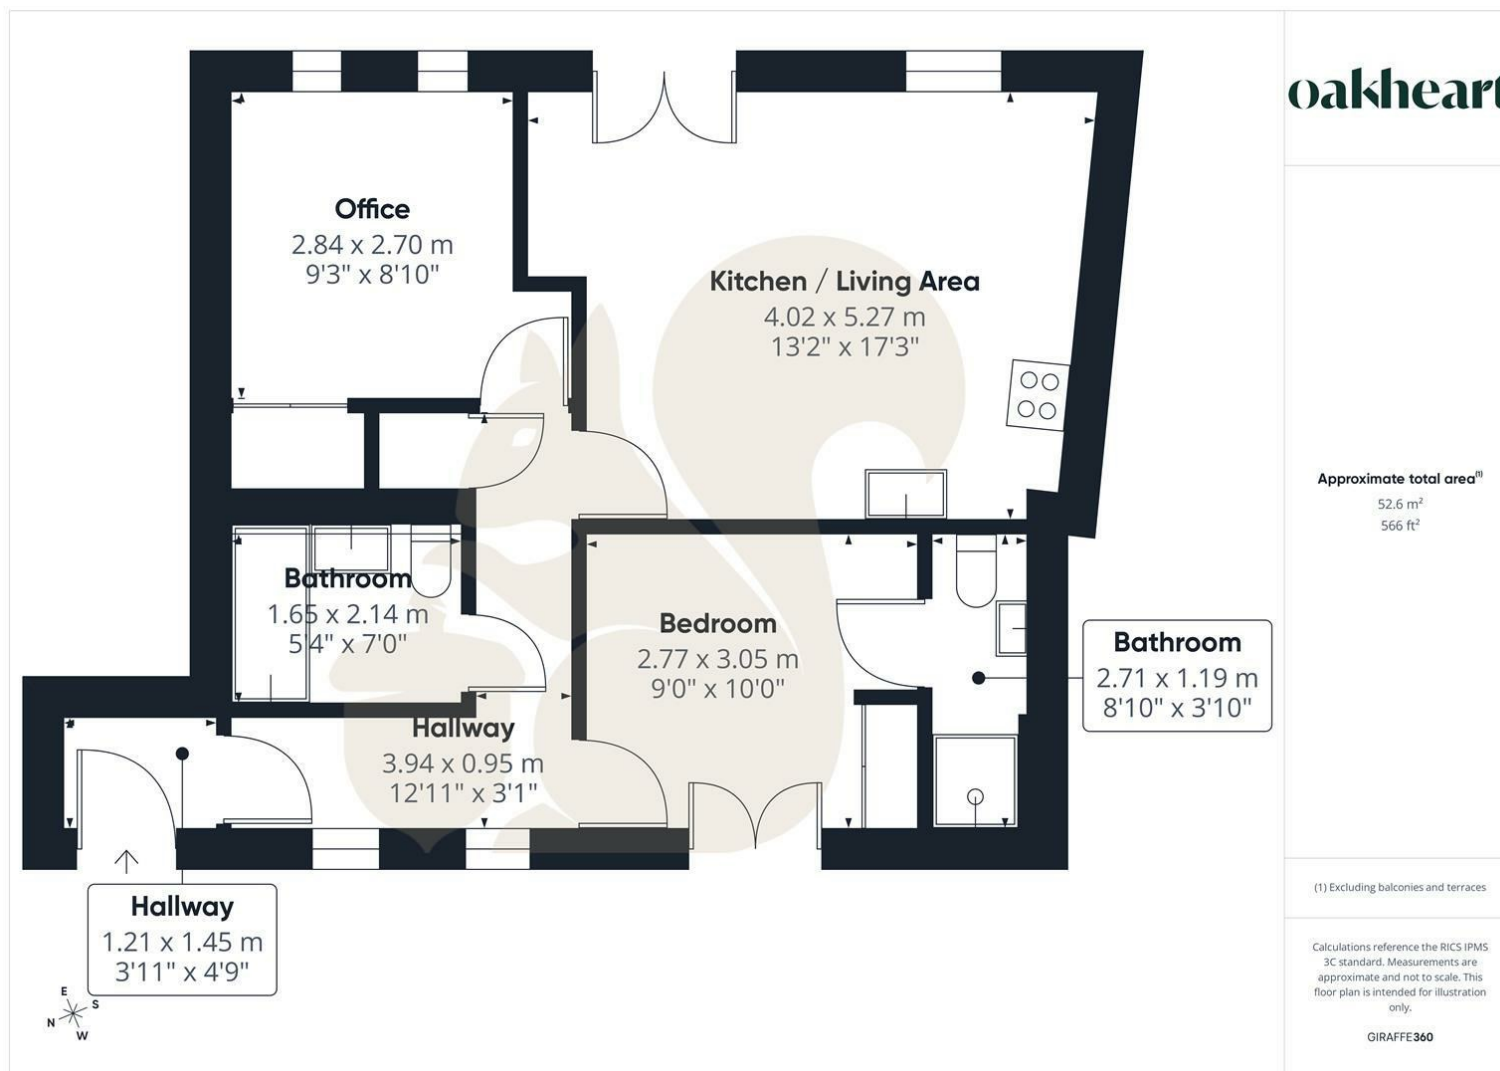 oakheart
Office
2.84 x 2.70 m
9'3" x 8'10"
Kitchen / Living Area
4.02 x 5.27 m
13'2" x 17'3"
Bathroom
1.65 x 2.14 m
5'4" x 7'0"
Bedroom
2.77 x 3.05 m
9'0" x 10'0"
Bathroom
2.71 x 1.19 m
8'10" x 3'10"
Hallway
3.94 x 0.95 m
12'11" x 3'1"
Hallway
1.21 x 1.45 m
3'11" x 4'9"
E
S
N
W
Approximate total area(1)
52.6 m²
566 ft²
(1) Excluding balconies and terraces
Calculations reference the RICS IPMS
3C standard. Measurements are
approximate and not to scale. This
floor plan is intended for illustration
only.
GIRAFFE360